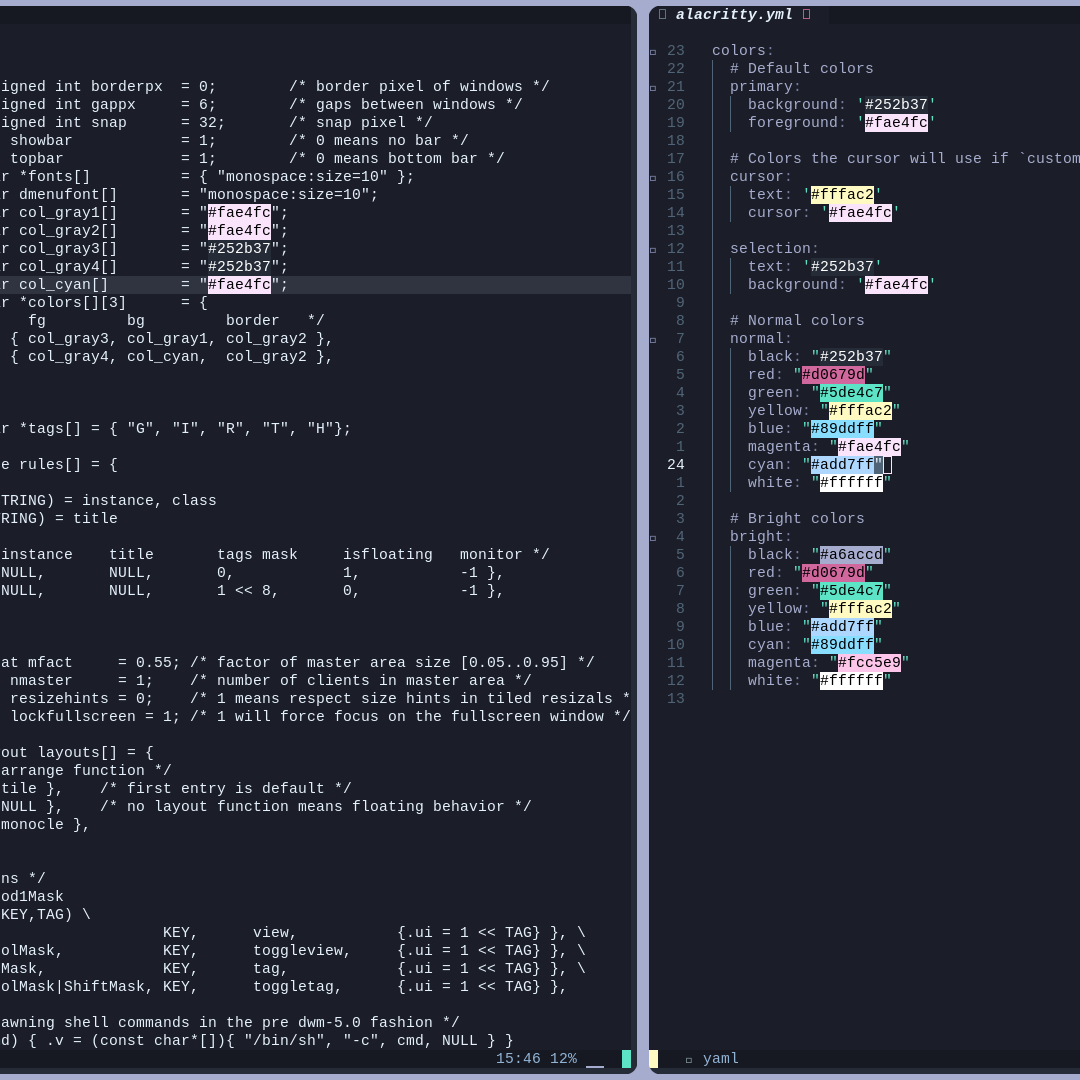 igned int borderpx  = 0;        /* border pixel of windows */
igned int gappx     = 6;        /* gaps between windows */
igned int snap      = 32;       /* snap pixel */
 showbar            = 1;        /* 0 means no bar */
 topbar             = 1;        /* 0 means bottom bar */
r *fonts[]          = { "monospace:size=10" };
r dmenufont[]       = "monospace:size=10";
r col_gray1[]       = "#fae4fc";
r col_gray2[]       = "#fae4fc";
r col_gray3[]       = "#252b37";
r col_gray4[]       = "#252b37";
r col_cyan[]        = "#fae4fc";
r *colors[][3]      = {
   fg         bg         border   */
 { col_gray3, col_gray1, col_gray2 },
 { col_gray4, col_cyan,  col_gray2 },
r *tags[] = { "G", "I", "R", "T", "H"};
e rules[] = {
TRING) = instance, class
RING) = title
instance    title       tags mask     isfloating   monitor */
NULL,       NULL,       0,            1,           -1 },
NULL,       NULL,       1 << 8,       0,           -1 },
at mfact     = 0.55; /* factor of master area size [0.05..0.95] */
 nmaster     = 1;    /* number of clients in master area */
 resizehints = 0;    /* 1 means respect size hints in tiled resizals *
 lockfullscreen = 1; /* 1 will force focus on the fullscreen window */
out layouts[] = {
arrange function */
tile },    /* first entry is default */
NULL },    /* no layout function means floating behavior */
monocle },
ns */
od1Mask
KEY,TAG) \
KEY,      view,           {.ui = 1 << TAG} }, \
olMask,           KEY,      toggleview,     {.ui = 1 << TAG} }, \
Mask,             KEY,      tag,            {.ui = 1 << TAG} }, \
olMask|ShiftMask, KEY,      toggletag,      {.ui = 1 << TAG} },
awning shell commands in the pre dwm-5.0 fashion */
d) { .v = (const char*[]){ "/bin/sh", "-c", cmd, NULL } }
15:46 12% __
alacritty.yml
23 colors:
22 # Default colors
21 primary:
20 background: '#252b37'
19 foreground: '#fae4fc'
18
17 # Colors the cursor will use if `custom
16 cursor:
15 text: '#fffac2'
14 cursor: '#fae4fc'
13
12 selection:
11 text: '#252b37'
10 background: '#fae4fc'
9
8 # Normal colors
7 normal:
6 black: "#252b37"
5 red: "#d0679d"
4 green: "#5de4c7"
3 yellow: "#fffac2"
2 blue: "#89ddff"
1 magenta: "#fae4fc"
24 cyan: "#add7ff"
1 white: "#ffffff"
2
3 # Bright colors
4 bright:
5 black: "#a6accd"
6 red: "#d0679d"
7 green: "#5de4c7"
8 yellow: "#fffac2"
9 blue: "#add7ff"
10 cyan: "#89ddff"
11 magenta: "#fcc5e9"
12 white: "#ffffff"
13
yaml